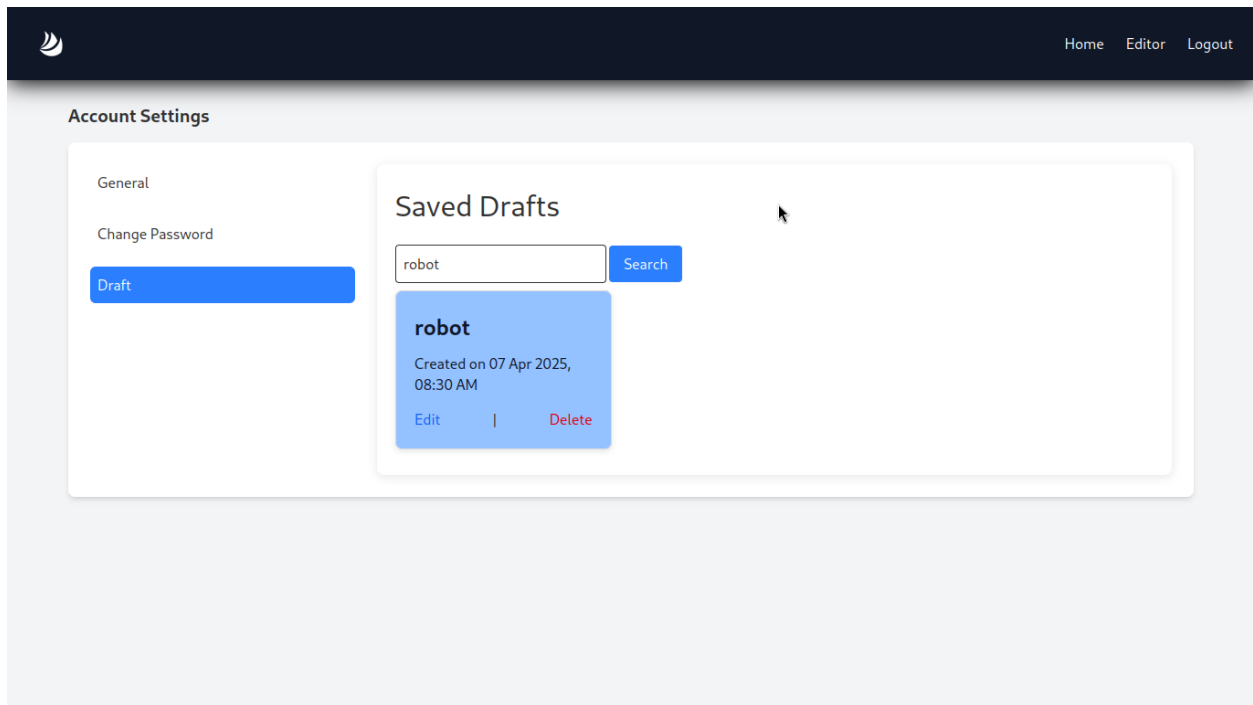 Home Editor Logout
Account Settings
General
Change Password
Draft
Saved Drafts
robot Search
robot
Created on 07 Apr 2025,
08:30 AM
Edit | Delete